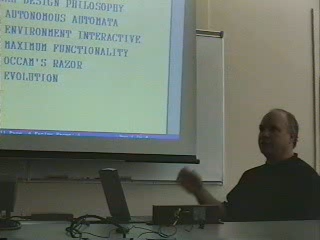 DESIGN PHILOSOPHY
AUTONOMOUS AUTOMATA
ENVIRONMENT INTERACTIVE
MAXIMUM FUNCTIONALITY
OCCAM'S RAZOR
EVOLUTION